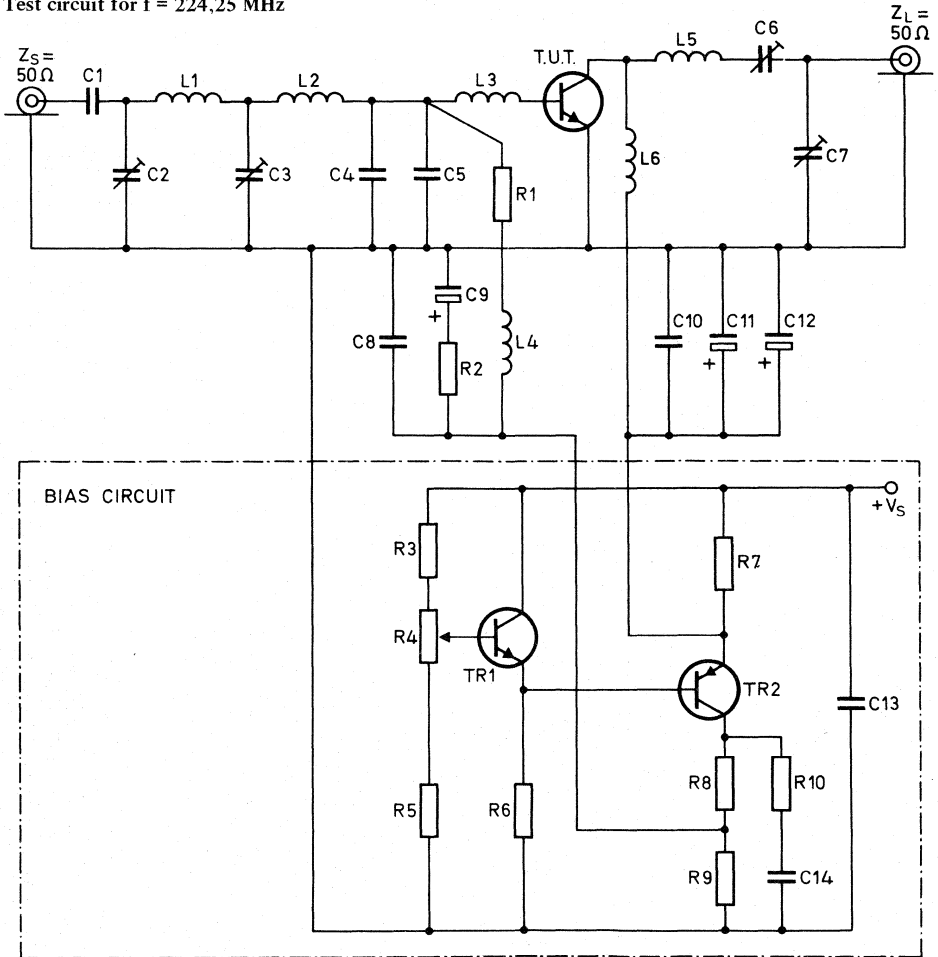 Test circuit for f = 224,25 MHz
Z_S =
50 Ω
C1
L1
L2
L3
T.U.T.
L5
C6
Z_L =
50 Ω
C2
C3
C4
C5
R1
L6
C7
C8
C9
+
R2
L4
C10
C11
+
C12
+
BIAS CIRCUIT
+V_S
R3
R7
R4
TR1
TR2
C13
R8
R10
R5
R6
R9
C14